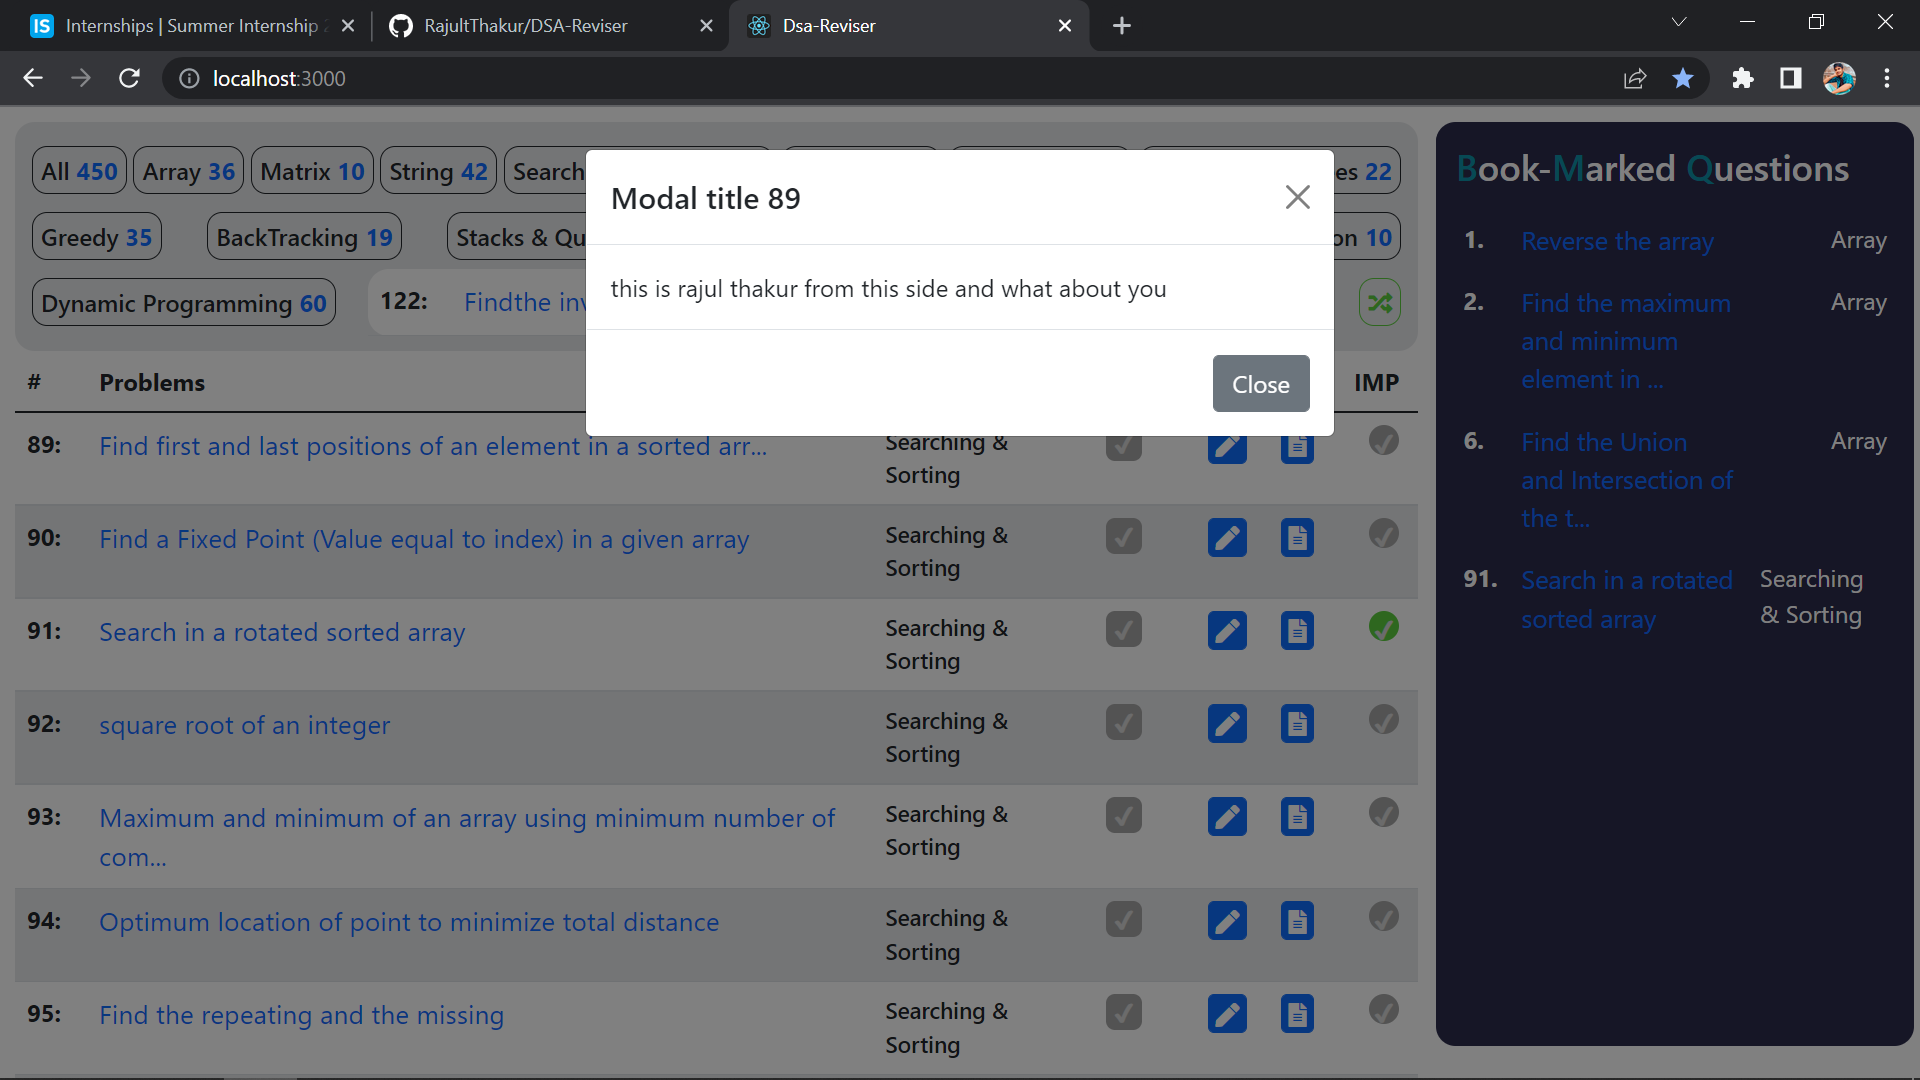 Internships | Summer Internship
RajultThakur/DSA-Reviser
Dsa-Reviser
localhost:3000
All 450
Array 36
Matrix 10
String 42
Search
es 22
Greedy 35
BackTracking 19
Stacks & Qu
on 10
Dynamic Programming 60
122:
Findthe inv
Modal title 89
this is rajul thakur from this side and what about you
Close
# Problems IMP
89: Find first and last positions of an element in a sorted arr... Searching &
Sorting
90: Find a Fixed Point (Value equal to index) in a given array Searching &
Sorting
91: Search in a rotated sorted array Searching &
Sorting
92: square root of an integer Searching &
Sorting
93: Maximum and minimum of an array using minimum number of Searching &
com... Sorting
94: Optimum location of point to minimize total distance Searching &
Sorting
95: Find the repeating and the missing Searching &
Sorting
Book-Marked Questions
1. Reverse the array Array
2. Find the maximum Array
and minimum
element in ...
6. Find the Union Array
and Intersection of
the t...
91. Search in a rotated Searching
sorted array & Sorting